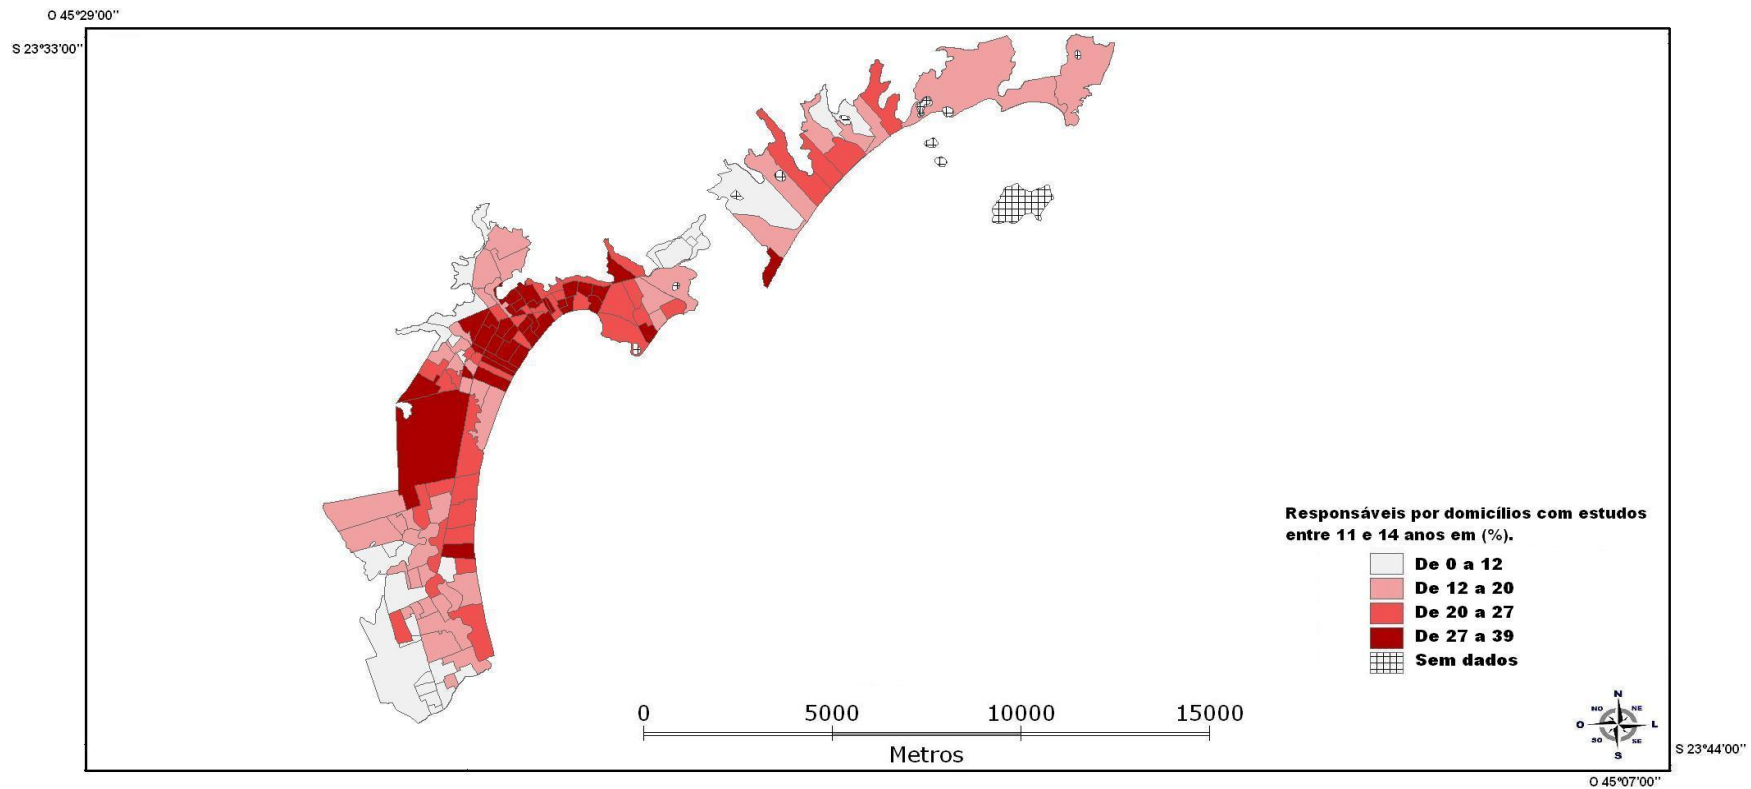 O 45°29'00''
S 23°33'00''
Responsáveis por domicílios com estudos
entre 11 e 14 anos em (%).
De 0 a 12
De 12 a 20
De 20 a 27
De 27 a 39
Sem dados
0 5000 10000 15000
Metros
N
NO NE
O L
SO SE
S
S 23°44'00''
O 45°07'00''